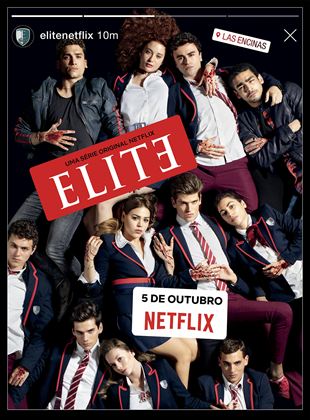 elitenetflix 10m
LAS ENCINAS
UMA SÉRIE ORIGINAL NETFLIX
ELITE
5 DE OUTUBRO
NETFLIX